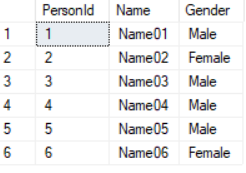 PersonId Name Gender
1 1 Name01 Male
2 2 Name02 Female
3 3 Name03 Male
4 4 Name04 Male
5 5 Name05 Male
6 6 Name06 Female